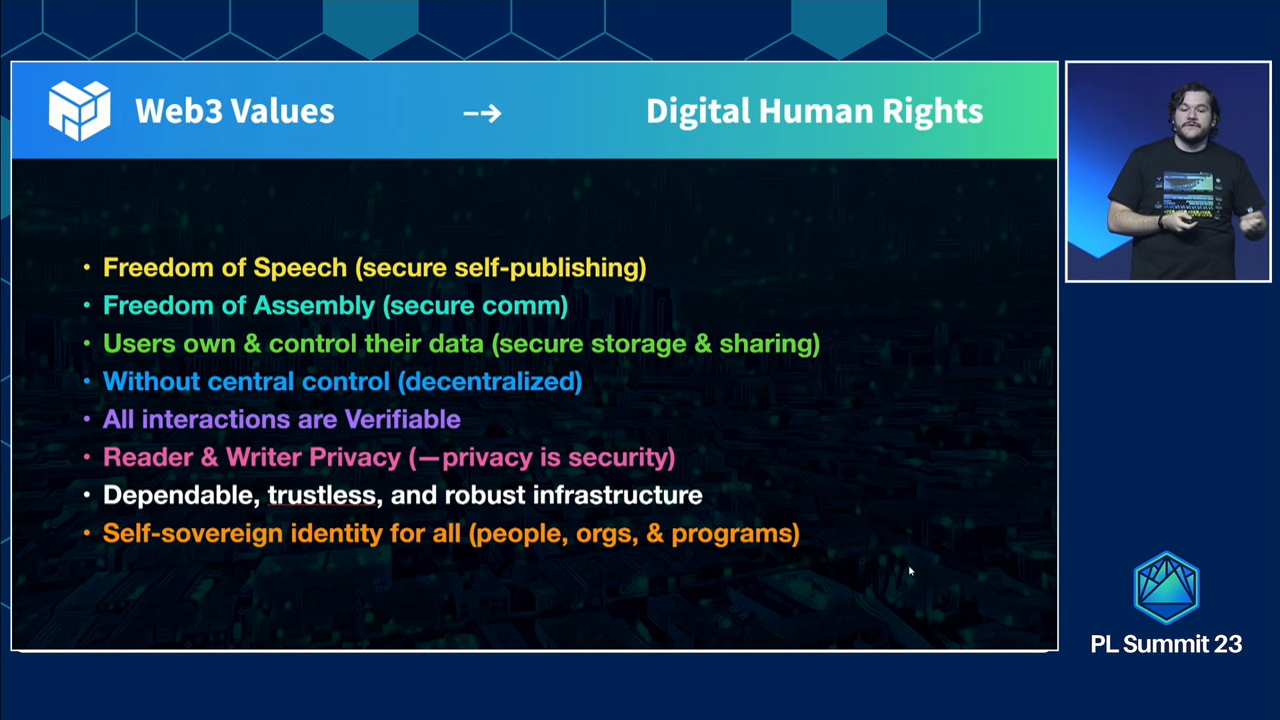 Web3 Values --> Digital Human Rights
• Freedom of Speech (secure self-publishing)
• Freedom of Assembly (secure comm)
• Users own & control their data (secure storage & sharing)
• Without central control (decentralized)
• All interactions are Verifiable
• Reader & Writer Privacy (—privacy is security)
• Dependable, trustless, and robust infrastructure
• Self-sovereign identity for all (people, orgs, & programs)
PL Summit 23